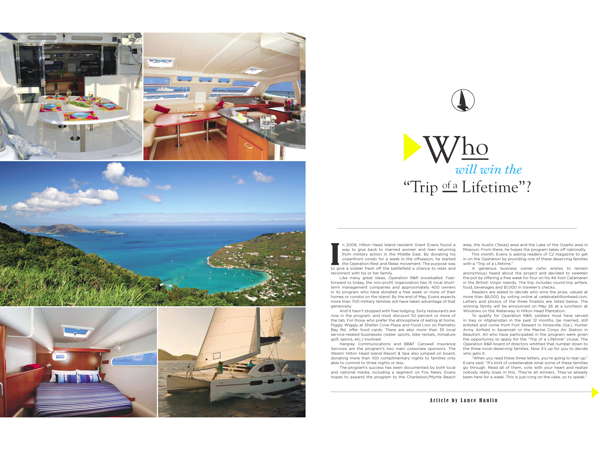 Who
will win the
“Trip of a Lifetime”?
In 2008, Hilton Head Island resident Grant Evans found a
way to give back to married women and men returning
from military action in the Middle East. By donating his
oceanfront condo for a week in the offseason, he started
the Operation Rest and Relax movement. The purpose was
to give a soldier fresh off the battlefield a chance to relax and
reconnect with his or her family.
Like many great ideas, Operation R&R snowballed. Fast-
forward to today, the non-profit organization has 15 local short-
term management companies and approximately 400 owners
in its program who have donated a free week or more of their
homes or condos on the island. By the end of May, Evans expects
more than 700 military families will have taken advantage of that
generosity.
And it hasn’t stopped with free lodging. Sixty restaurants are
now in the program, and most discount 50 percent or more of
the tab. For those who prefer the atmosphere of eating at home,
Piggly Wiggly at Shelter Cove Plaza and Food Lion on Palmetto
Bay Rd. offer food cards. There are also more than 35 local
service-related businesses (water sports, bike rentals, miniature
golf, salons, etc.) involved.
Hargray Communications and BB&T Carswell Insurance
Services are the program’s two main corporate sponsors. The
Westin Hilton Head Island Resort & Spa also jumped on board,
donating more than 100 complimentary nights to families only
able to commit to three nights or less.
The program’s success has been documented by both local
and national media, including a segment on Fox News. Evans
hopes to expand the program to the Charleston/Myrtle Beach
area, the Austin (Texas) area and the Lake of the Ozarks area in
Missouri. From there, he hopes the program takes off nationally.
This month, Evans is asking readers of C2 magazine to get
in on the Operation by providing one of these deserving families
with a “Trip of a Lifetime.”
A generous business owner (who wishes to remain
anonymous) heard about the project and decided to sweeten
the pot by offering a free week for four on his 46-foot Catamaran
in the British Virgin Islands. The trip includes round-trip airfare,
food, beverages and $1,000 in traveler’s checks.
Readers are asked to decide who wins the prize, valued at
more than $8,000, by voting online at celebratehiltonhead.com.
Letters and photos of the three finalists are listed below. The
winning family will be announced on May 26 at a luncheon at
Windows on the Waterway in Hilton Head Plantation.
To qualify for Operation R&R, soldiers must have served
in Iraq or Afghanistan in the past 12 months, be married, still
enlisted and come from Fort Stewart in Hinesville (Ga.), Hunter
Army Airfield in Savannah or the Marine Corps Air Station in
Beaufort. All who have participated in the program were given
the opportunity to apply for the “Trip of a Lifetime” cruise. The
Operation R&R board of directors whittled that number down to
the three most-deserving families. Now it’s up for you to decide
who gets it.
“When you read these three letters, you’re going to tear up,”
Evans said. “It’s kind of unbelievable what some of these families
go through. Read all of them, vote with your heart and realize
nobody really loses in this. They’re all winners. They’ve already
been here for a week. This is just icing on the cake, so to speak.”
Article by Lance Hanlin